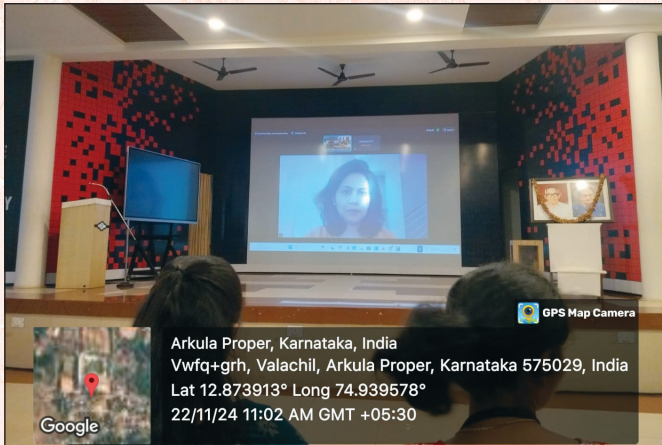 GPS Map Camera
Arkula Proper, Karnataka, India
Vwfq+grh, Valachil, Arkula Proper, Karnataka 575029, India
Lat 12.873913° Long 74.939578°
22/11/24 11:02 AM GMT +05:30
Google